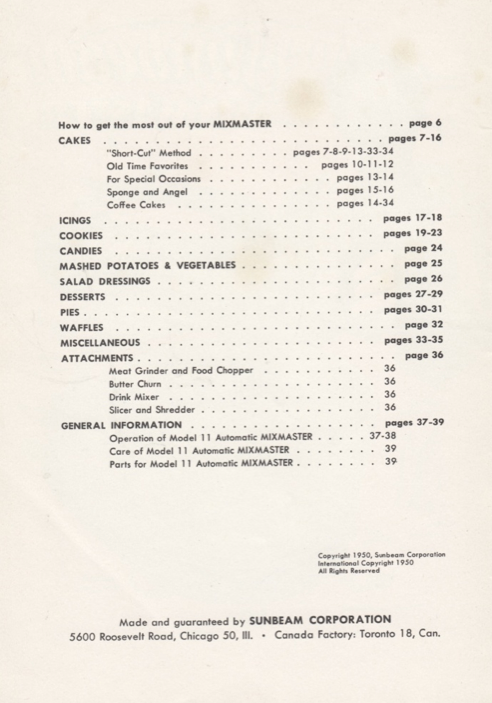 How to get the most out of your MIXMASTER . . . . . . . . . . . page 6
CAKES . . . . . . . . . . . . . . . . . . . . . . . . pages 7-16
"Short-Cut" Method . . . . . . . . pages 7-8-9-13-33-34
Old Time Favorites . . . . . . . . . . . pages 10-11-12
For Special Occasions . . . . . . . . . . . . pages 13-14
Sponge and Angel . . . . . . . . . . . . pages 15-16
Coffee Cakes . . . . . . . . . . . . . . pages 14-34
ICINGS . . . . . . . . . . . . . . . . . . . . . . . pages 17-18
COOKIES . . . . . . . . . . . . . . . . . . . . . . pages 19-23
CANDIES . . . . . . . . . . . . . . . . . . . . . . . . page 24
MASHED POTATOES & VEGETABLES . . . . . . . . . . . . . . page 25
SALAD DRESSINGS . . . . . . . . . . . . . . . . . . . . page 26
DESSERTS . . . . . . . . . . . . . . . . . . . . . . pages 27-29
PIES . . . . . . . . . . . . . . . . . . . . . . . . pages 30-31
WAFFLES . . . . . . . . . . . . . . . . . . . . . . . . page 32
MISCELLANEOUS . . . . . . . . . . . . . . . . . . . . pages 33-35
ATTACHMENTS . . . . . . . . . . . . . . . . . . . . . . page 36
Meat Grinder and Food Chopper . . . . . . . . . . . 36
Butter Churn . . . . . . . . . . . . . . . . . . 36
Drink Mixer . . . . . . . . . . . . . . . . . . . 36
Slicer and Shredder . . . . . . . . . . . . . . . . 36
GENERAL INFORMATION . . . . . . . . . . . . . . . . pages 37-39
Operation of Model 11 Automatic MIXMASTER . . . . . 37-38
Care of Model 11 Automatic MIXMASTER . . . . . . . 39
Parts for Model 11 Automatic MIXMASTER . . . . . . . 39
Copyright 1950, Sunbeam Corporation
International Copyright 1950
All Rights Reserved
Made and guaranteed by SUNBEAM CORPORATION
5600 Roosevelt Road, Chicago 50, Ill. • Canada Factory: Toronto 18, Can.